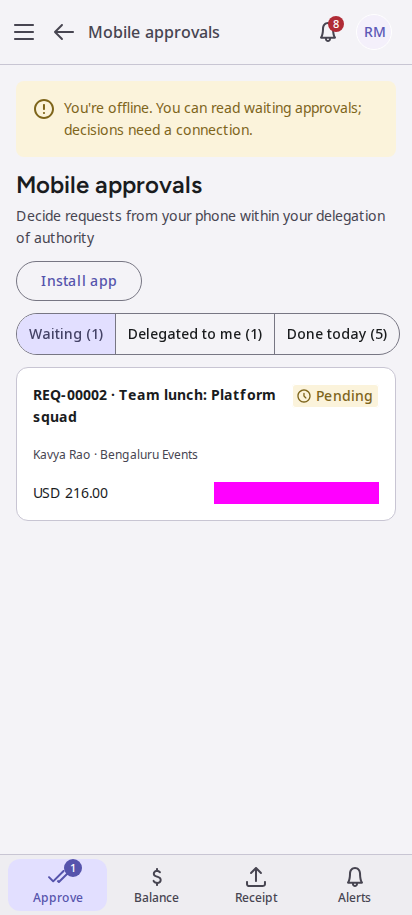 Mobile approvals
8
RM
You're offline. You can read waiting approvals;
decisions need a connection.
Mobile approvals
Decide requests from your phone within your delegation
of authority
Install app
Waiting (1)
Delegated to me (1)
Done today (5)
REQ-00002 · Team lunch: Platform
squad
Pending
Kavya Rao · Bengaluru Events
USD 216.00
1
Approve
Balance
Receipt
Alerts